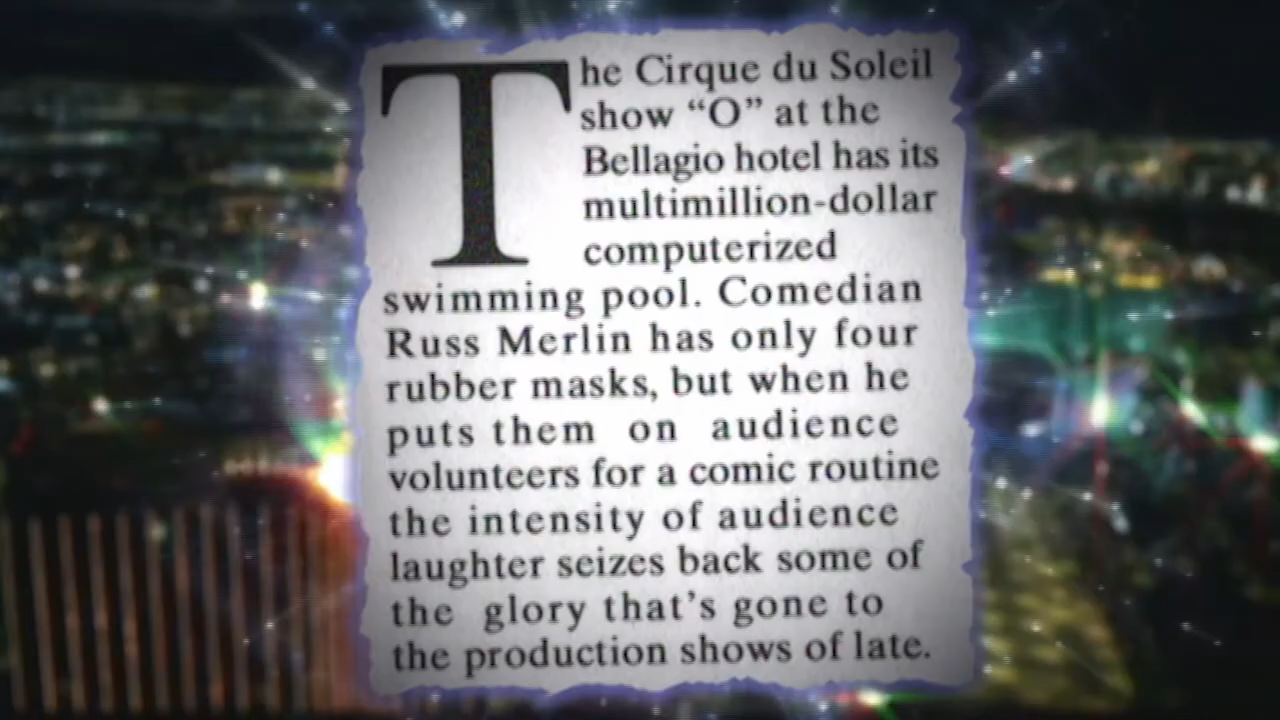 The Cirque du Soleil
show “O” at the
Bellagio hotel has its
multimillion-dollar
computerized
swimming pool. Comedian
Russ Merlin has only four
rubber masks, but when he
puts them on audience
volunteers for a comic routine
the intensity of audience
laughter seizes back some of
the glory that's gone to
the production shows of late.